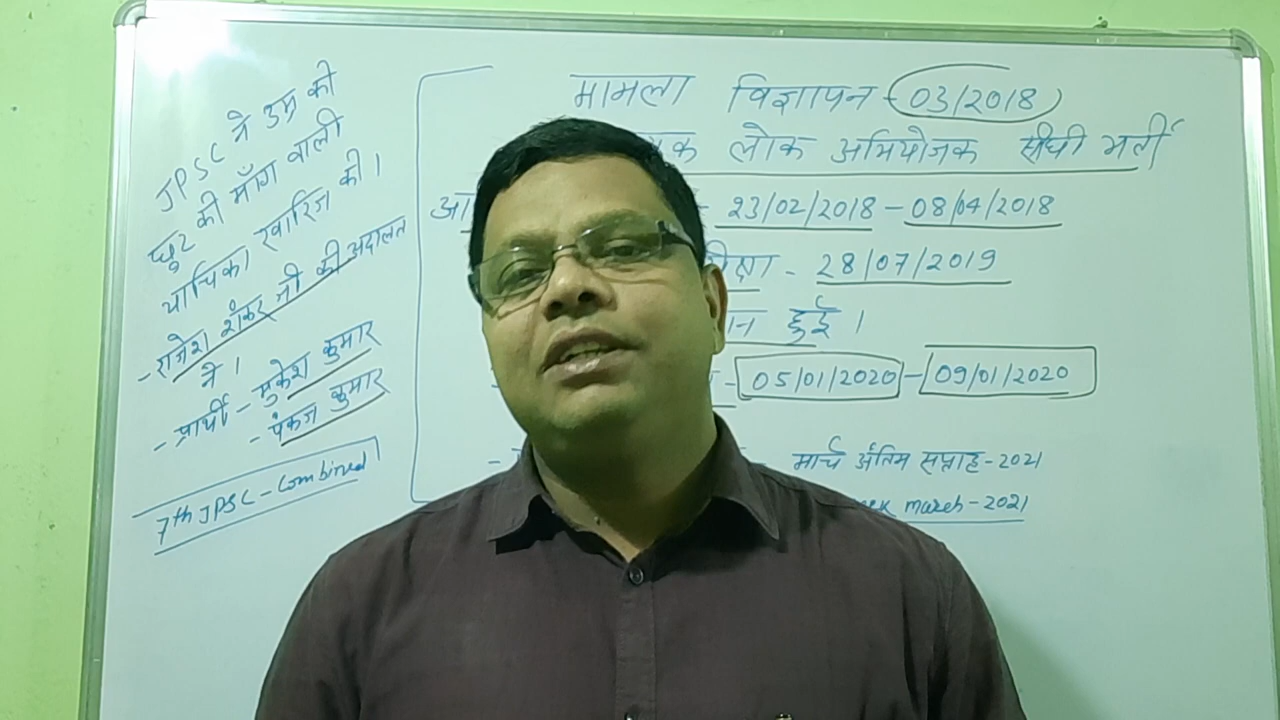 JPSC ने उम्र की
छूट की माँग वाली
याचिका खारिज की।
- राजेश शंकर जी की अदालत
ने।
- प्रार्थी - मुकेश कुमार
- पंकज कुमार
7th JPSC - Combined
मामला विज्ञापन - 03/2018
लोक अभियोजक सीधी भर्ती
- 23/02/2018 - 08/04/2018
- 28/07/2019
हुई।
- 05/01/2020 - 09/01/2020
मार्च अंतिम सप्ताह - 2021
march - 2021